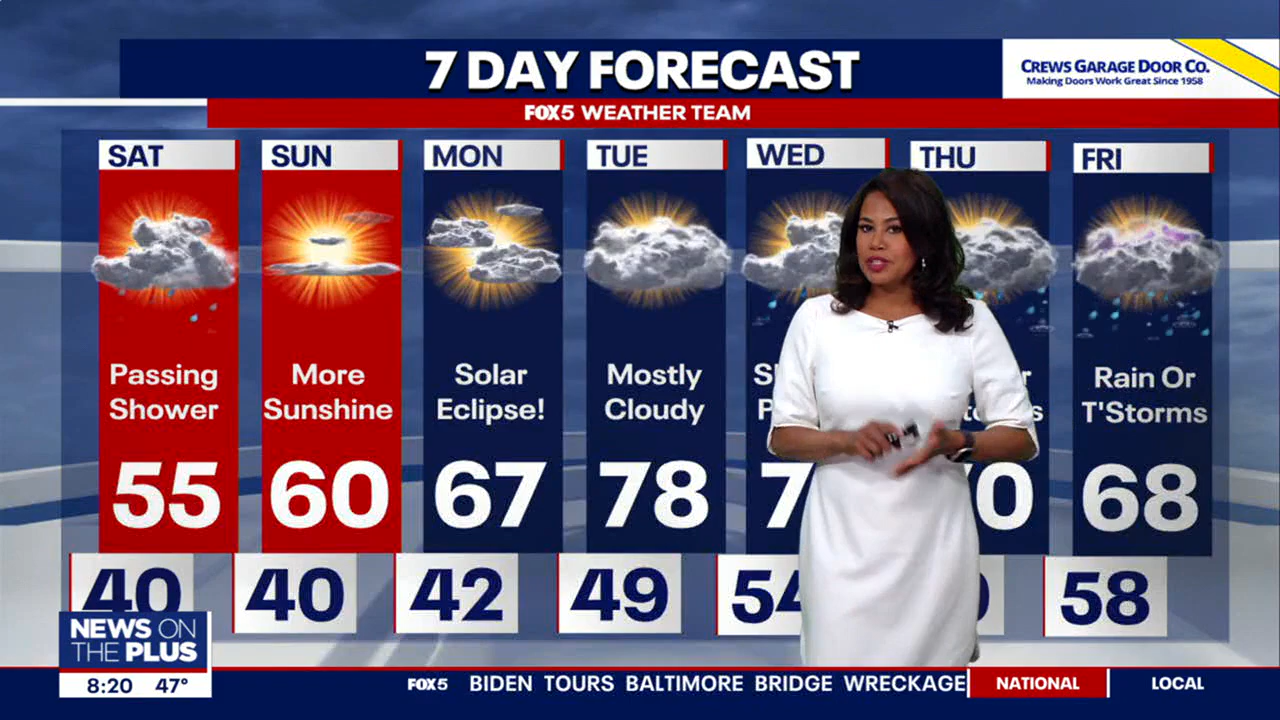 7 DAY FORECAST
CREWS GARAGE DOOR CO.
Making Doors Work Great Since 1958
FOX5 WEATHER TEAM
SAT
SUN
MON
TUE
WED
THU
FRI
Passing
Shower
More
Sunshine
Solar
Eclipse!
Mostly
Cloudy
Rain Or
T'Storms
55
60
67
78
68
40
40
42
49
54
58
NEWS ON
THE PLUS
8:20 47°
FOX5 BIDEN TOURS BALTIMORE BRIDGE WRECKAGE
NATIONAL
LOCAL